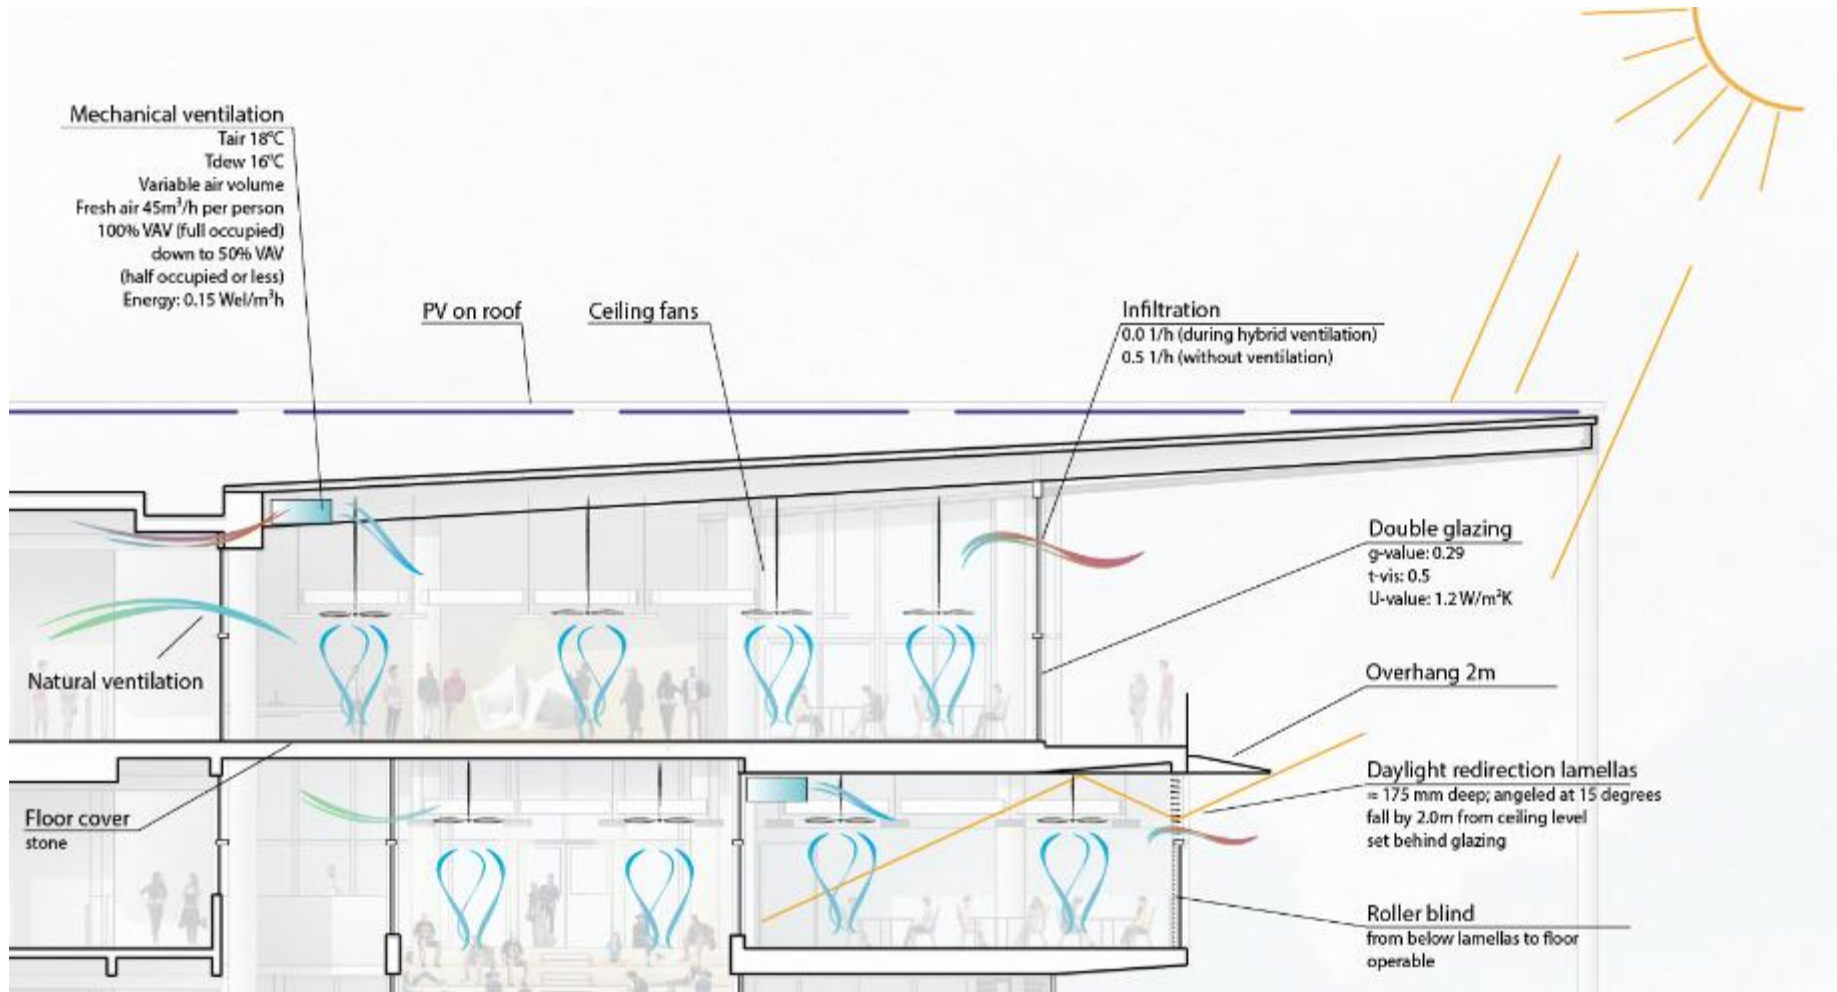 Mechanical ventilation
Tair 18°C
Tdew 16°C
Variable air volume
Fresh air 45m³/h per person
100% VAV (full occupied)
down to 50% VAV
(half occupied or less)
Energy: 0.15 Wel/m³h
PV on roof
Ceiling fans
Infiltration
0.0 1/h (during hybrid ventilation)
0.5 1/h (without ventilation)
Double glazing
g-value: 0.29
t-vis: 0.5
U-value: 1.2 W/m²K
Natural ventilation
Overhang 2m
Daylight redirection lamellas
≈ 175 mm deep; angeled at 15 degrees
fall by 2.0m from ceiling level
set behind glazing
Floor cover
stone
Roller blind
from below lamellas to floor
operable